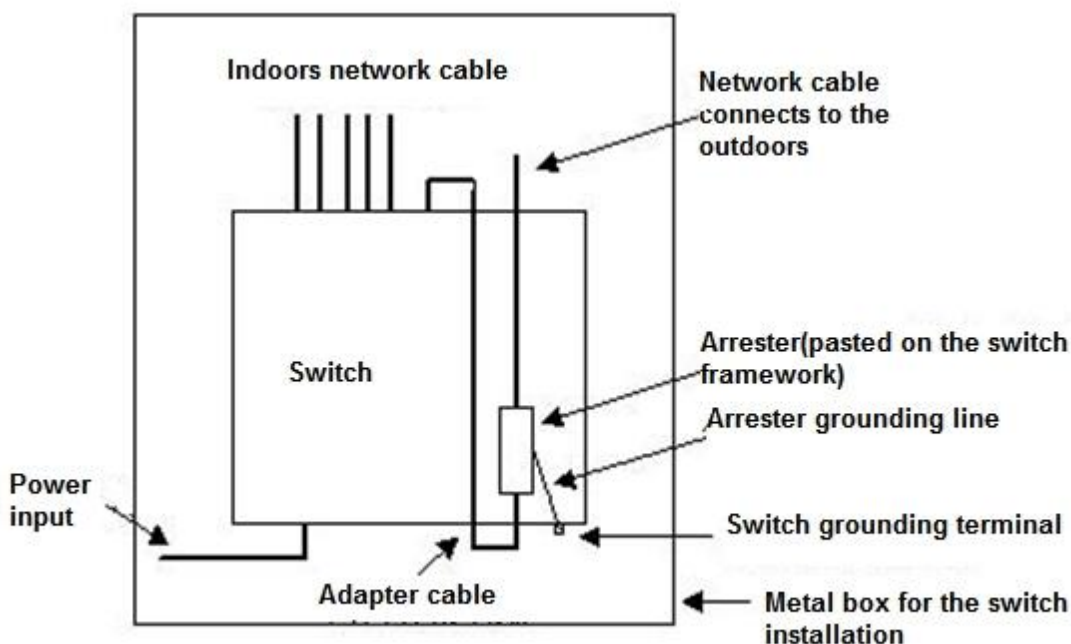 Indoors network cable
Network cable
connects to the
outdoors
Switch
Arrester(pasted on the switch
framework)
Arrester grounding line
Power
input
Switch grounding terminal
Adapter cable
Metal box for the switch
installation